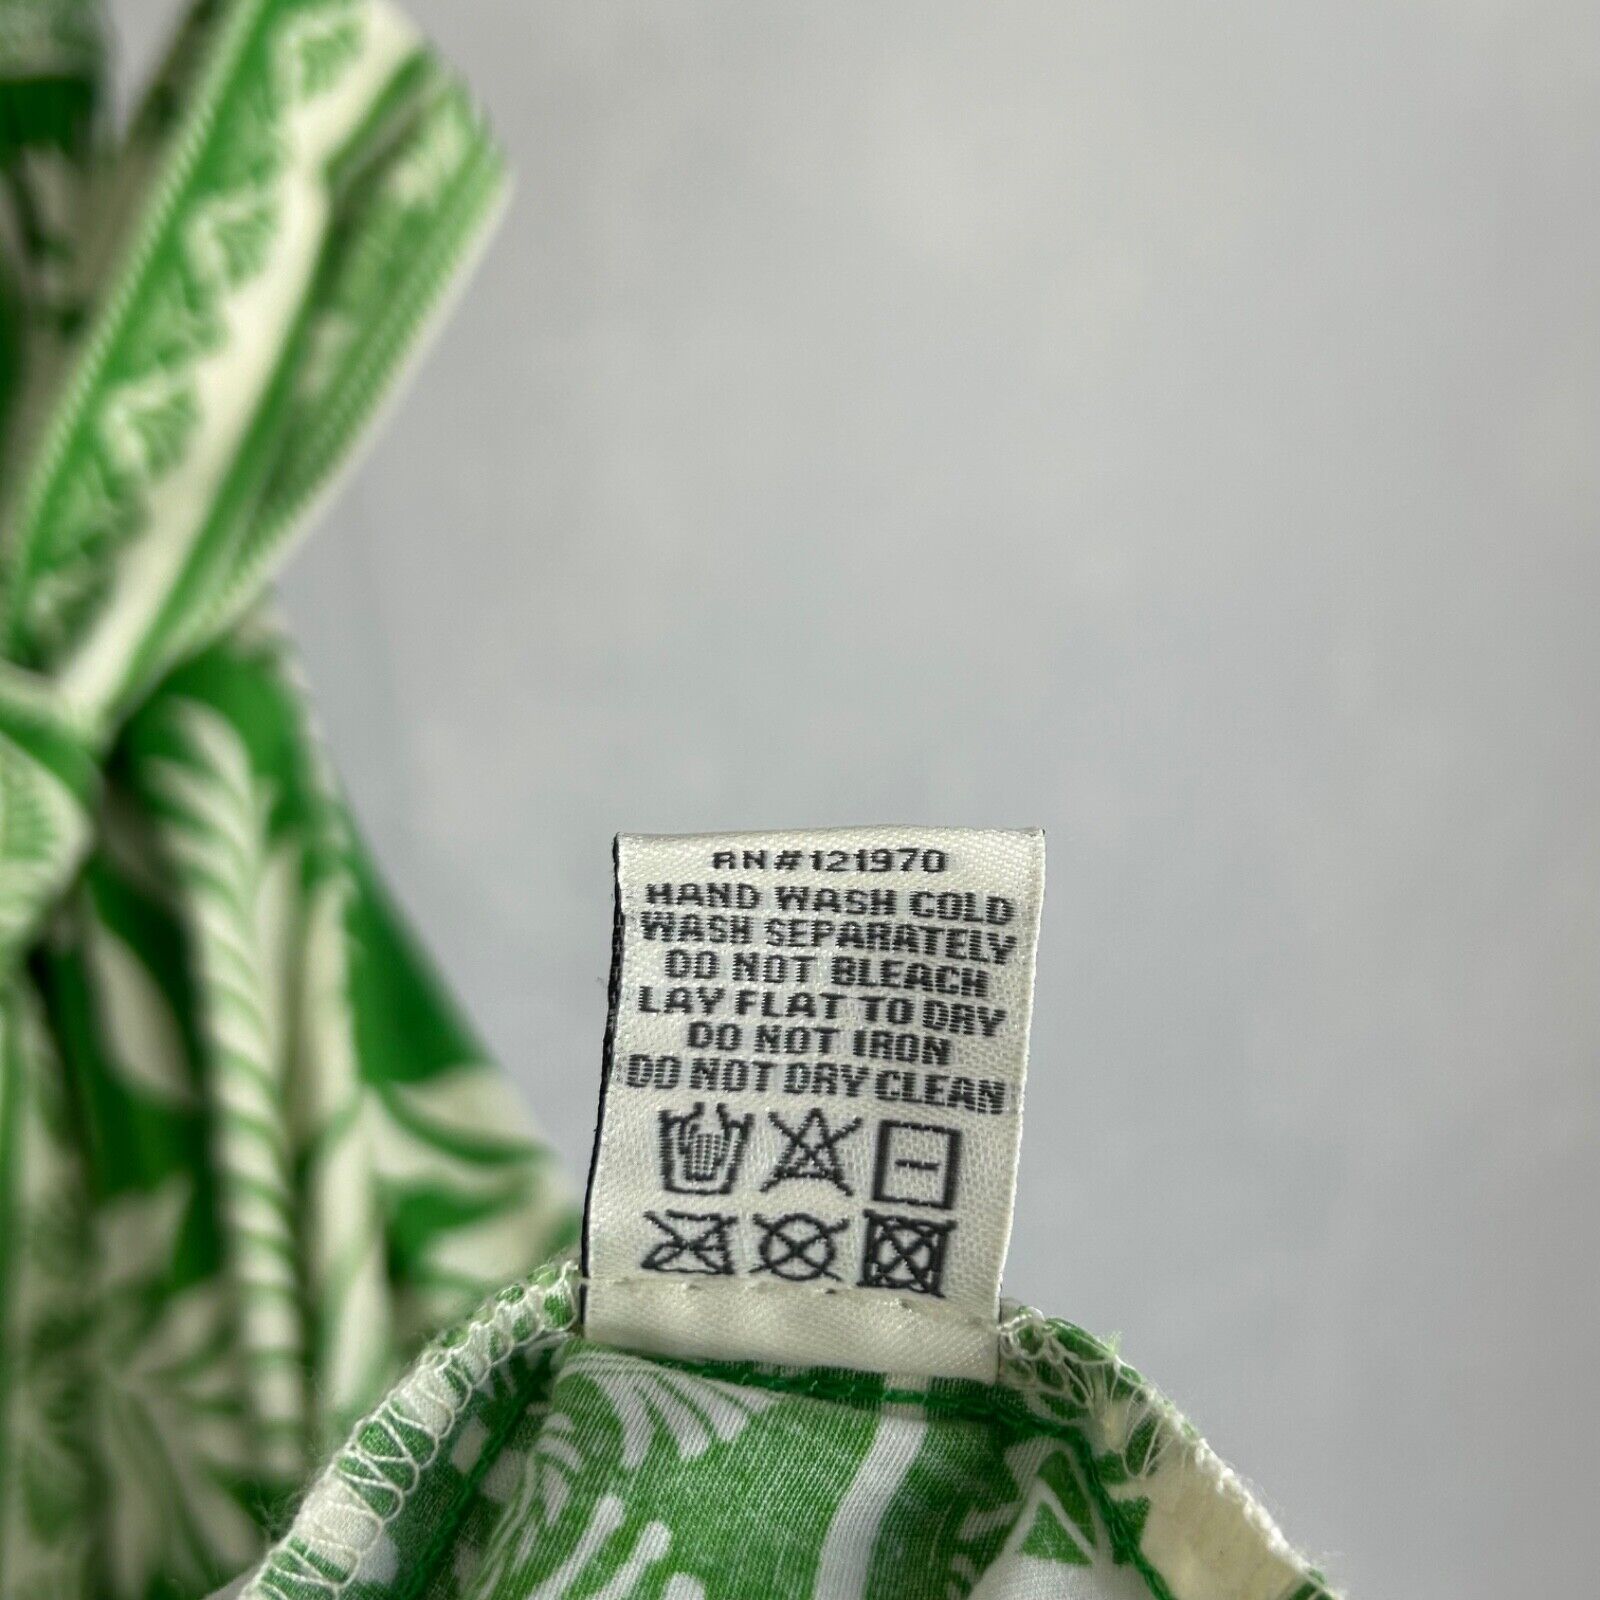 RN#121970
HAND WASH COLD
WASH SEPARATELY
DO NOT BLEACH
LAY FLAT TO DRY
DO NOT IRON
DO NOT DRY CLEAN